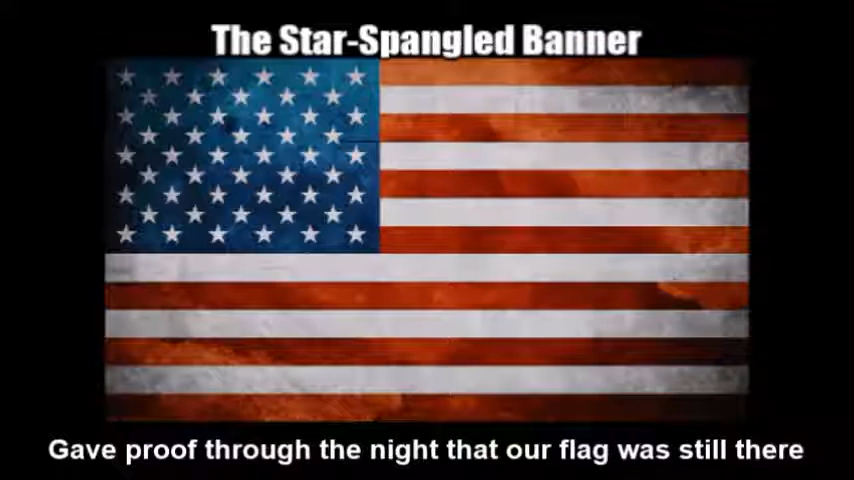 The Star-Spangled Banner
Gave proof through the night that our flag was still there